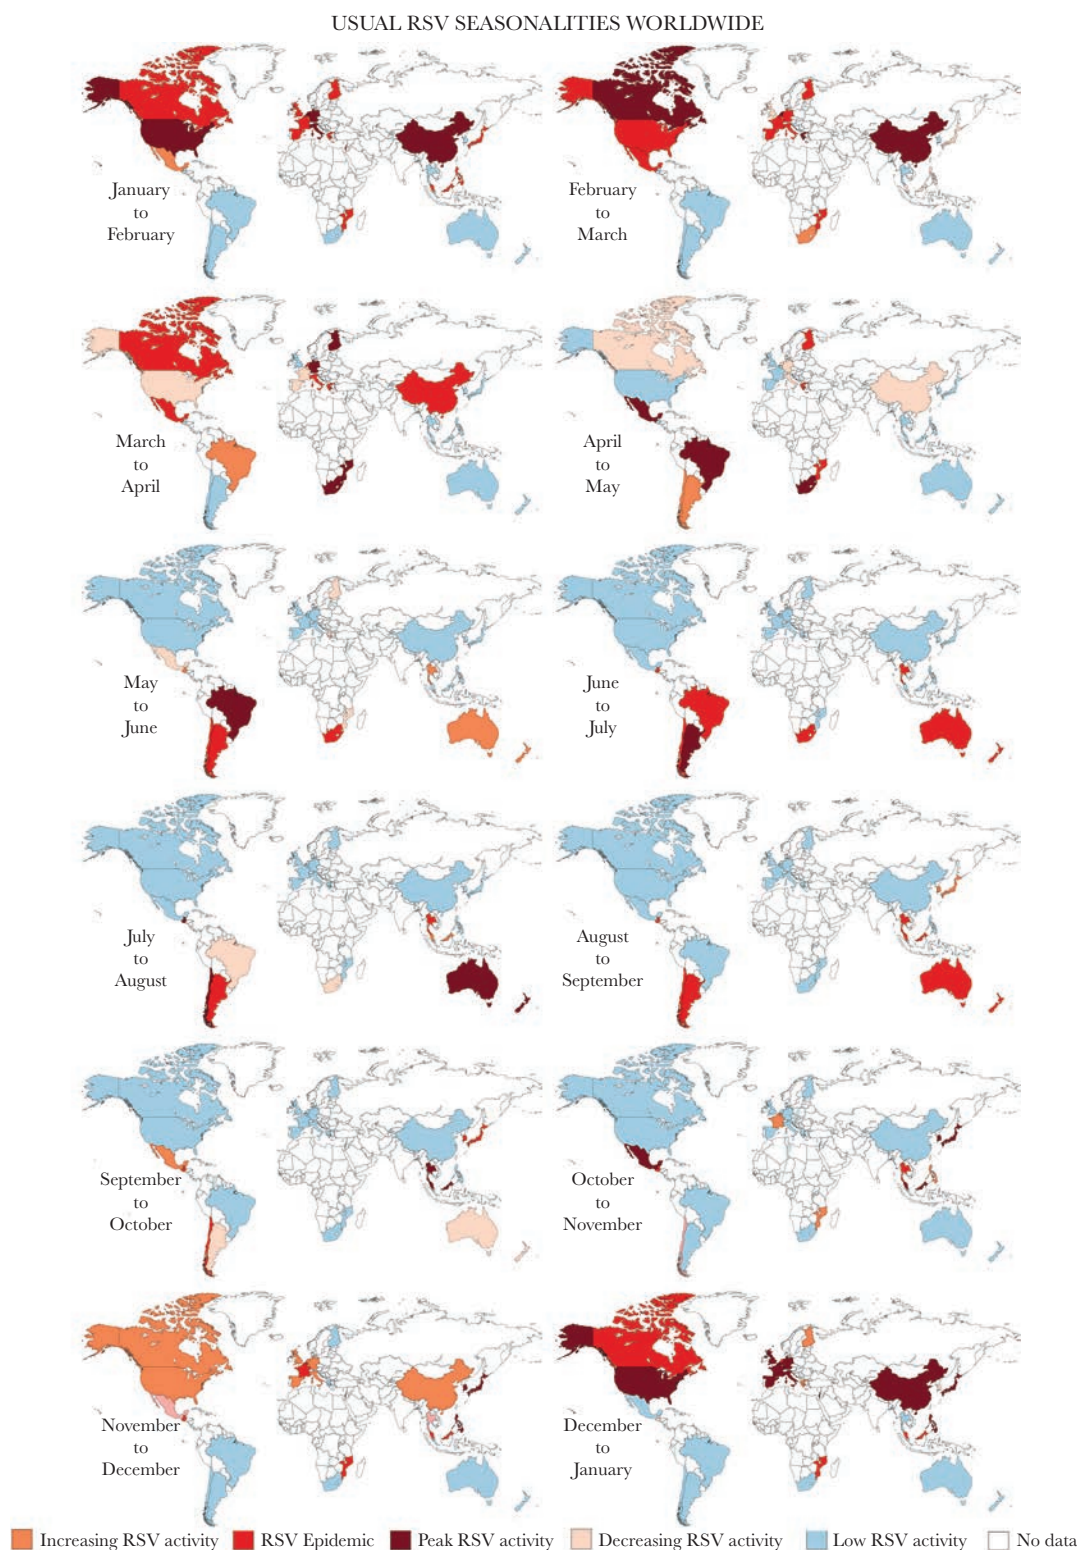 USUAL RSV SEASONALITIES WORLDWIDE
January
to
February
February
to
March
March
to
April
April
to
May
May
to
June
June
to
July
July
to
August
August
to
September
September
to
October
October
to
November
November
to
December
December
to
January
Increasing RSV activity RSV Epidemic Peak RSV activity Decreasing RSV activity Low RSV activity No data